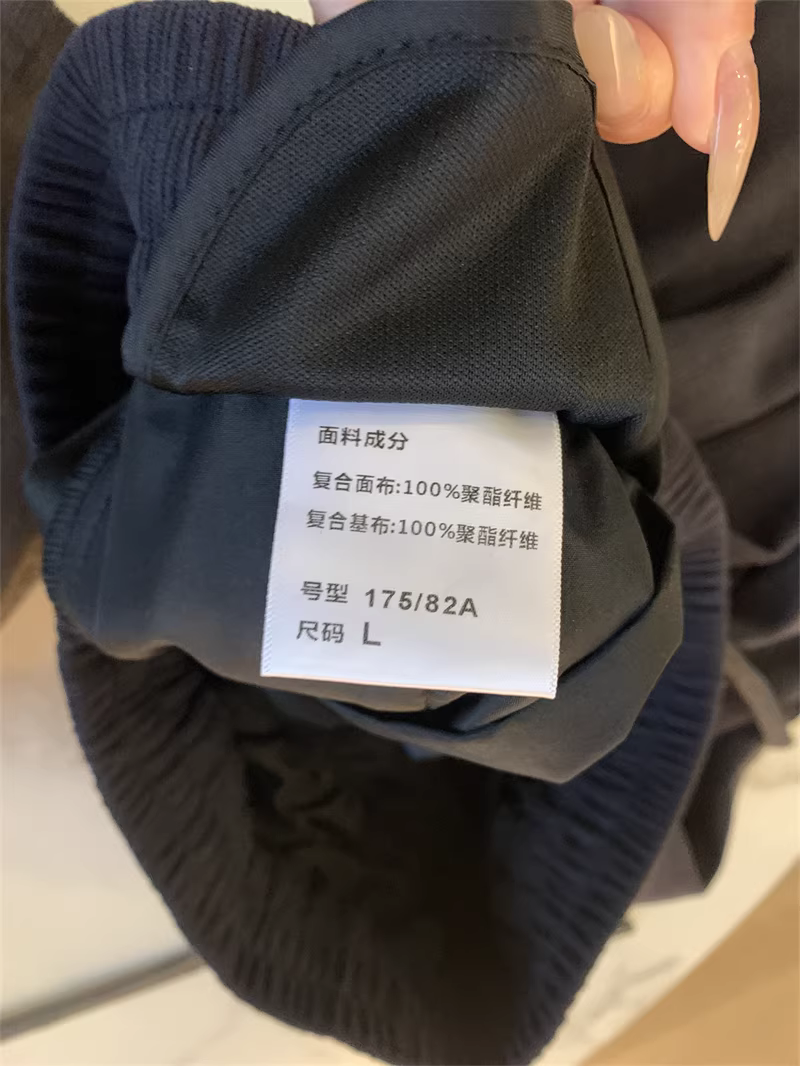 面料成分
复合面布:100%聚酯纤维
复合基布:100%聚酯纤维
号型 175/82A
尺码 L